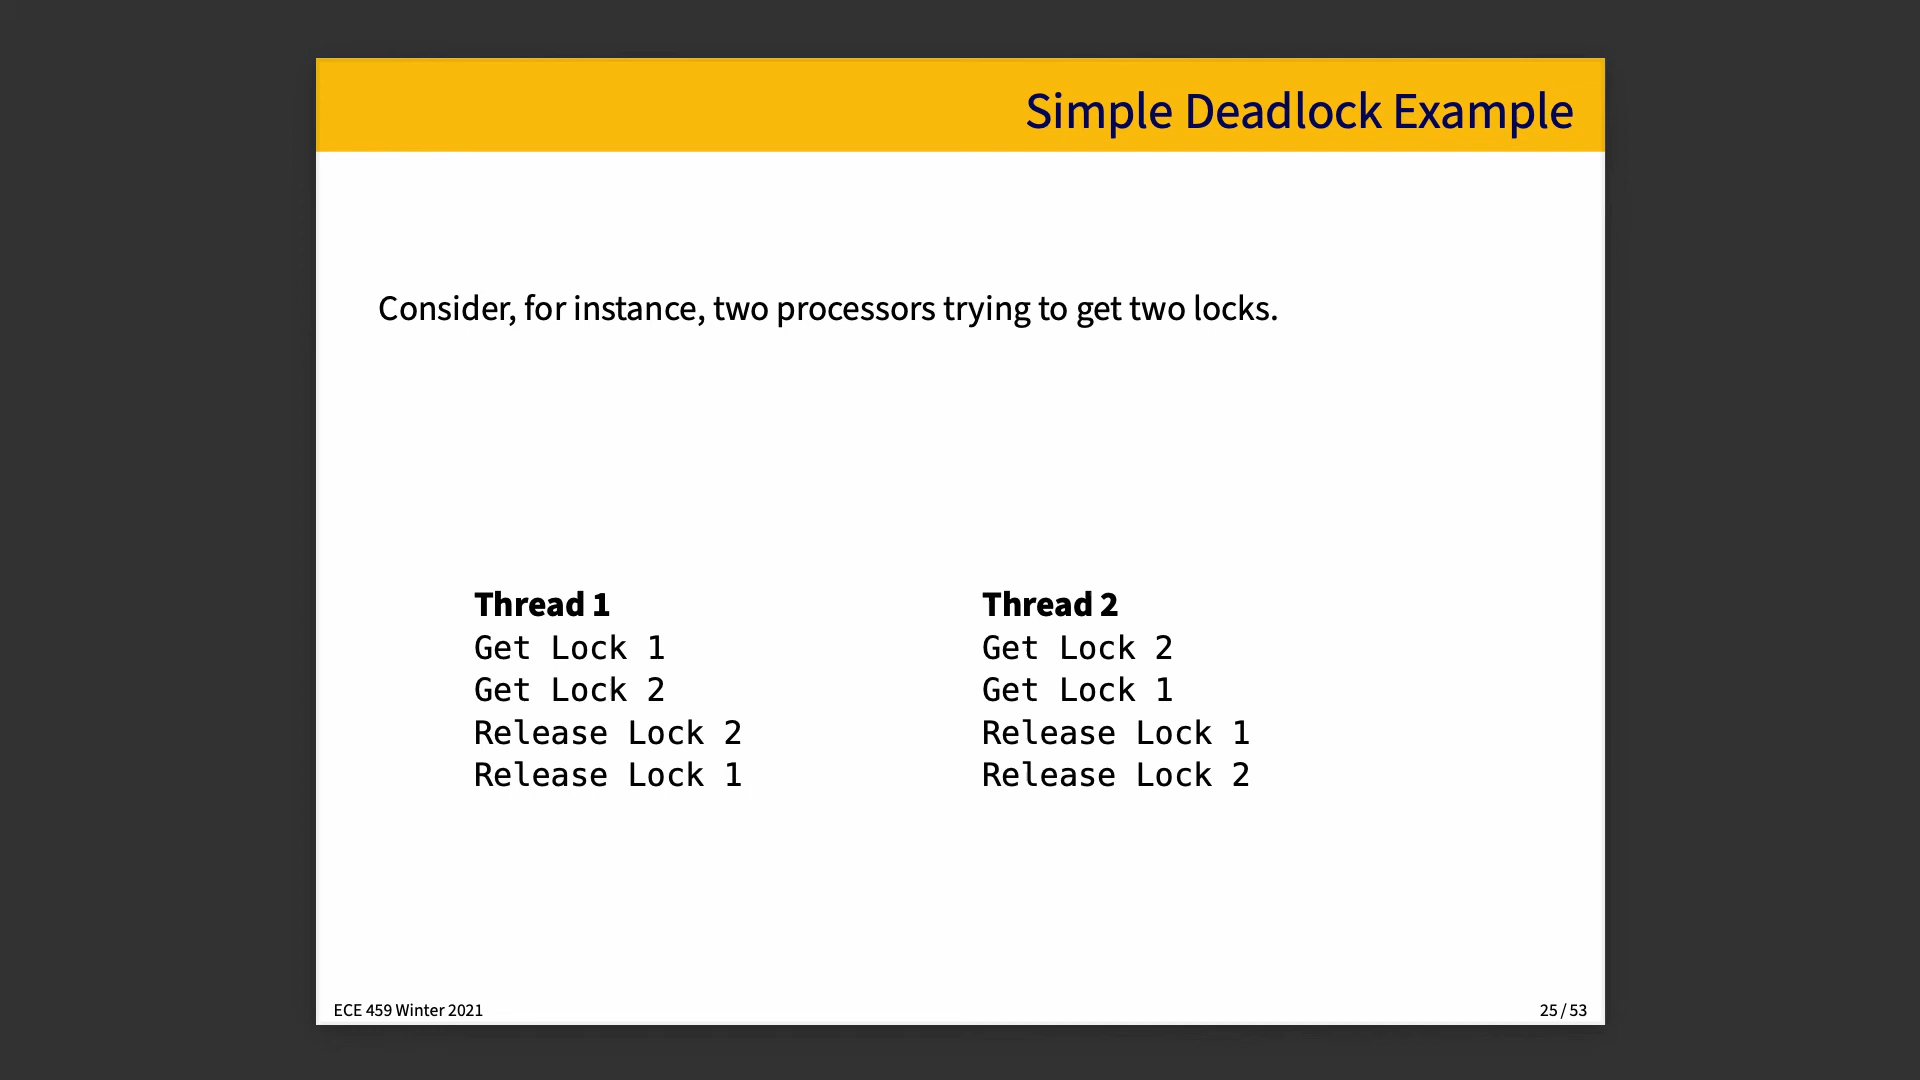 Simple Deadlock Example
Consider, for instance, two processors trying to get two locks.
Thread 1
Get Lock 1
Get Lock 2
Release Lock 2
Release Lock 1
Thread 2
Get Lock 2
Get Lock 1
Release Lock 1
Release Lock 2
ECE 459 Winter 2021
25 / 53